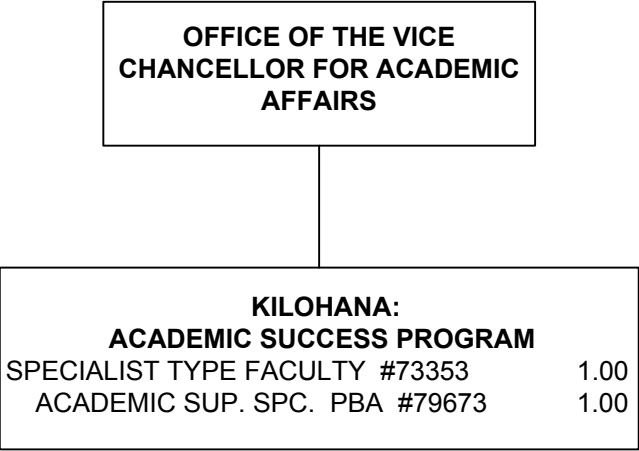 OFFICE OF THE VICE
CHANCELLOR FOR ACADEMIC
AFFAIRS
KILOHANA:
ACADEMIC SUCCESS PROGRAM
SPECIALIST TYPE FACULTY #73353 1.00
ACADEMIC SUP. SPC. PBA #79673 1.00